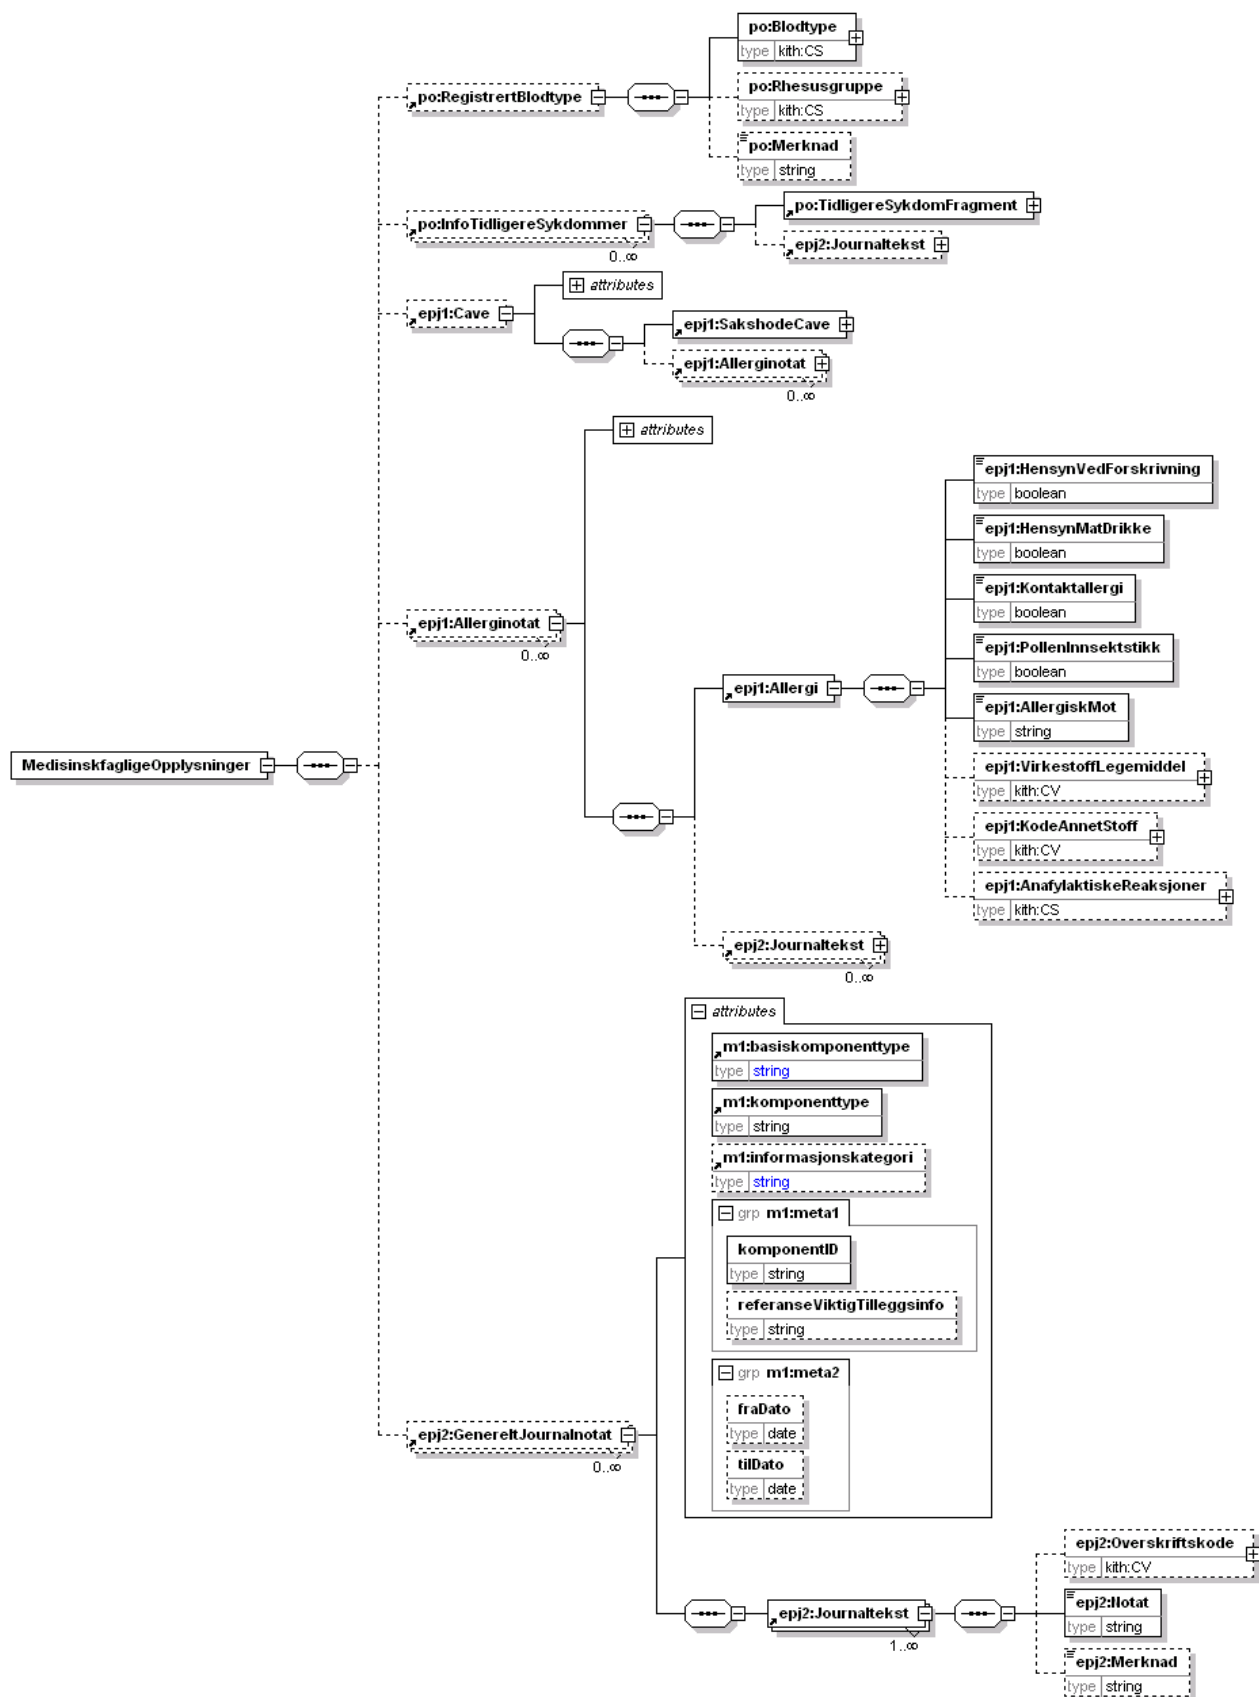 po:Blodtype
type kith:CS
po:RegistrertBlodtype
po:Rhesusgruppe
type kith:CS
po:Merknad
type string
po:InfoTidligereSykdommer
0..∞
po:TidligereSykdomFragment
epj2:Journaltekst
epj1:Cave
attributes
epj1:SakshodeCave
epj1:Allerginotat
0..∞
attributes
epj1:Allerginotat
0..∞
epj1:Allergi
epj1:HensynVedForskrivning
type boolean
epj1:HensynMatDrikke
type boolean
epj1:Kontaktallergi
type boolean
epj1:PollenInnsektstikk
type boolean
epj1:AllergiskMot
type string
epj1:VirkestoffLegemiddel
type kith:CV
epj1:KodeAnnetStoff
type kith:CV
epj1:AnafylaktiskeReaksjoner
type kith:CS
MedisinskfagligeOpplysninger
epj2:Journaltekst
0..∞
attributes
m1:basiskomponenttype
type string
m1:komponenttype
type string
m1:informasjonskategori
type string
grp m1:meta1
komponentID
type string
referanseViktigTilleggsinfo
type string
grp m1:meta2
fraDato
type date
tilDato
type date
epj2:GenereltJournalnotat
0..∞
epj2:Journaltekst
1..∞
epj2:Overskriftskode
type kith:CV
epj2:Notat
type string
epj2:Merknad
type string